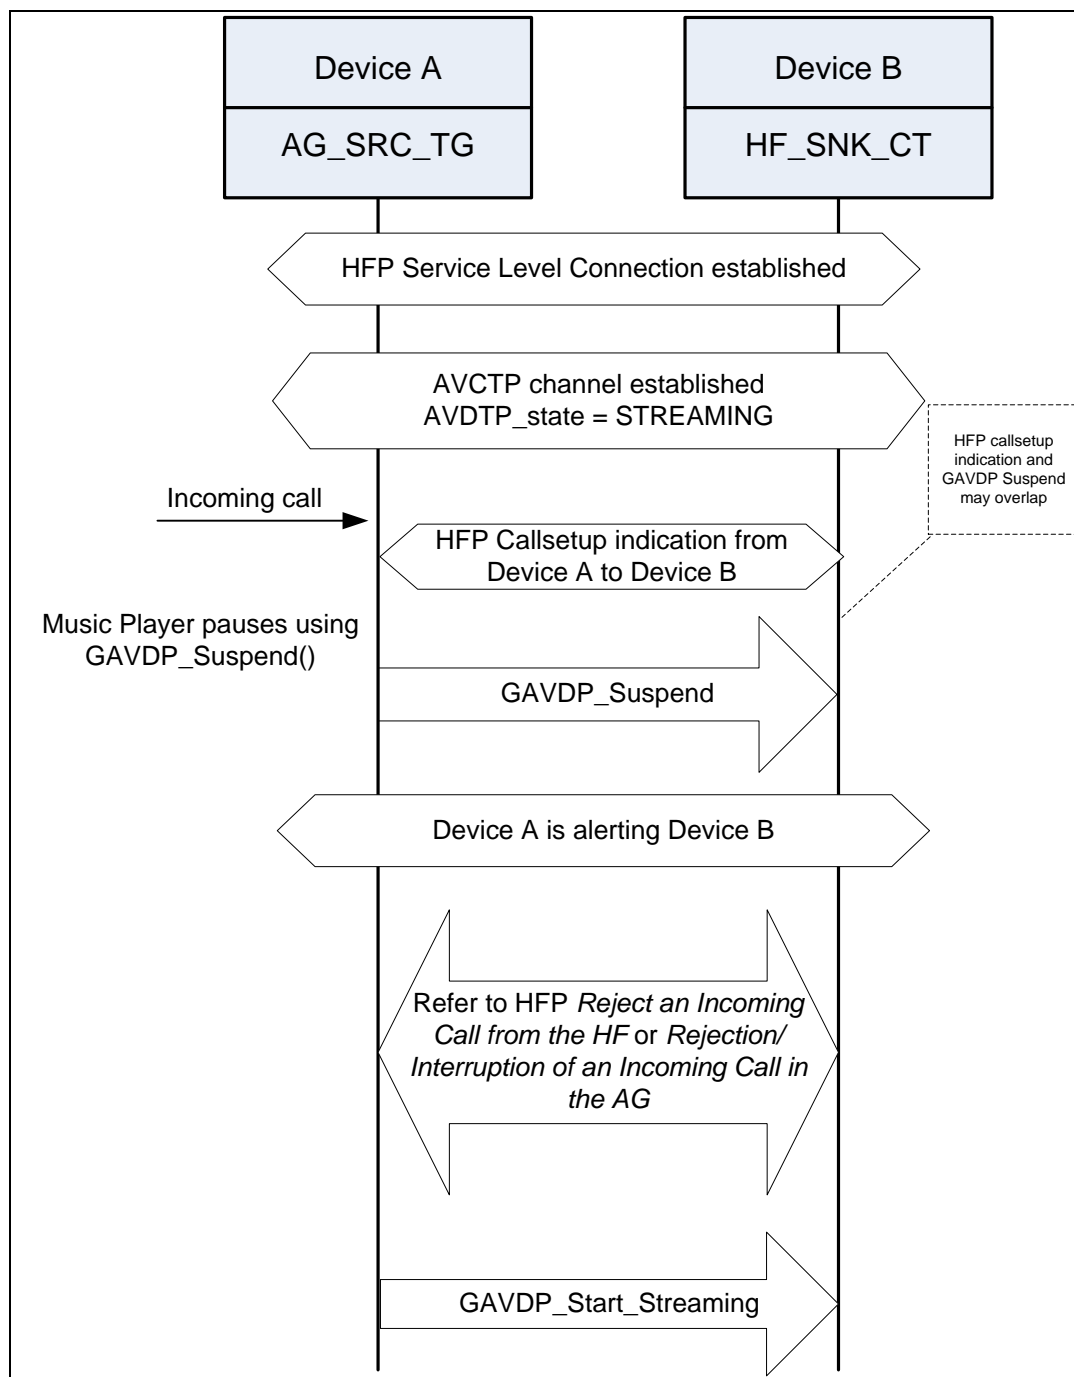 Device A
AG_SRC_TG
Device B
HF_SNK_CT
HFP Service Level Connection established
AVCTP channel established
AVDTP_state = STREAMING
HFP callsetup
indication and
GAVDP Suspend
may overlap
Incoming call
HFP Callsetup indication from
Device A to Device B
Music Player pauses using
GAVDP_Suspend()
GAVDP_Suspend
Device A is alerting Device B
Refer to HFP Reject an Incoming
Call from the HF or Rejection/
Interruption of an Incoming Call in
the AG
GAVDP_Start_Streaming